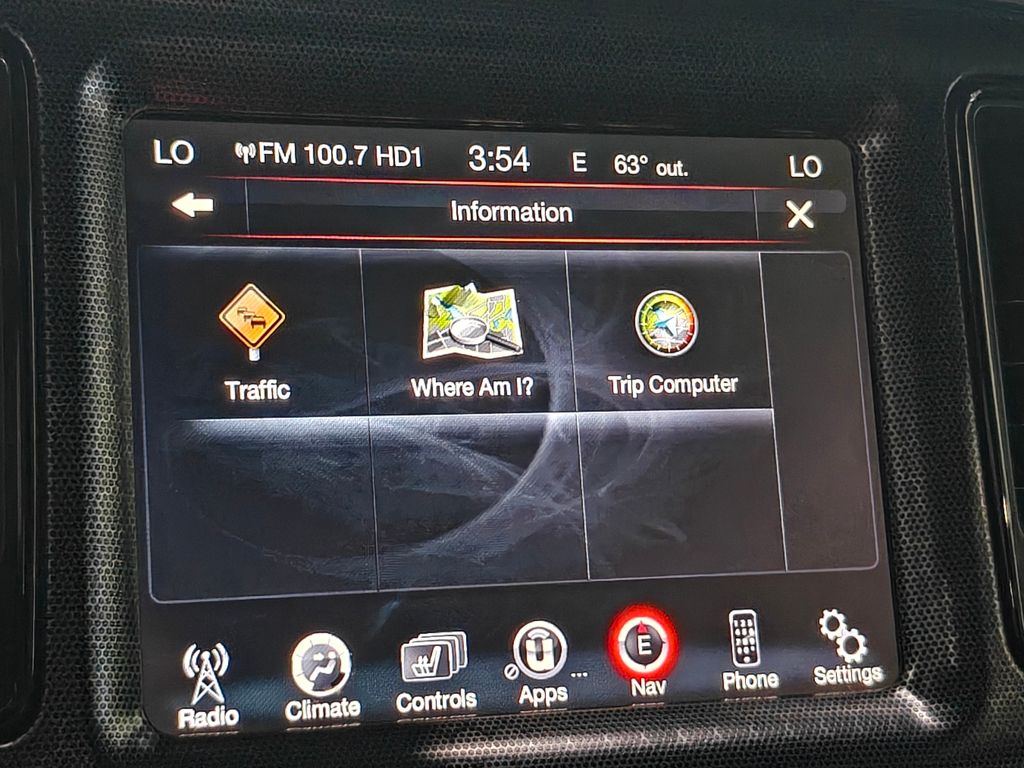 LO FM 100.7 HD1 3:54 E 63° out. LO
Information
Traffic Where Am I? Trip Computer
E
Radio Climate Controls Apps ... Nav Phone Settings